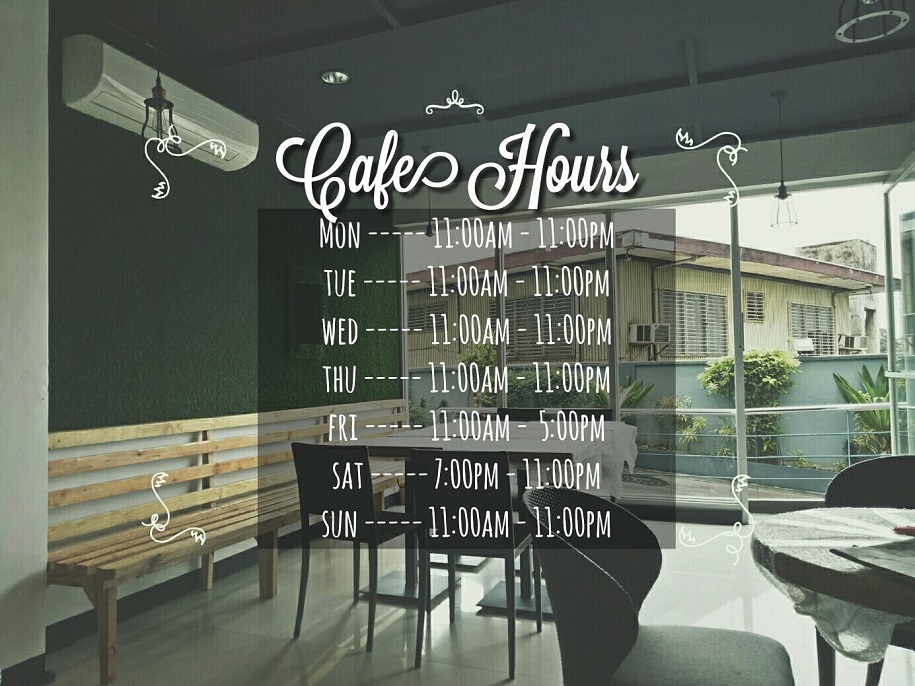 Cafe Hours
Mon ----- 11:00AM - 11:00PM
Tue ----- 11:00AM - 11:00PM
Wed ----- 11:00AM - 11:00PM
Thu ----- 11:00AM - 11:00PM
Fri ----- 11:00AM - 5:00PM
Sat ----- 7:00PM - 11:00PM
Sun ----- 11:00AM - 11:00PM